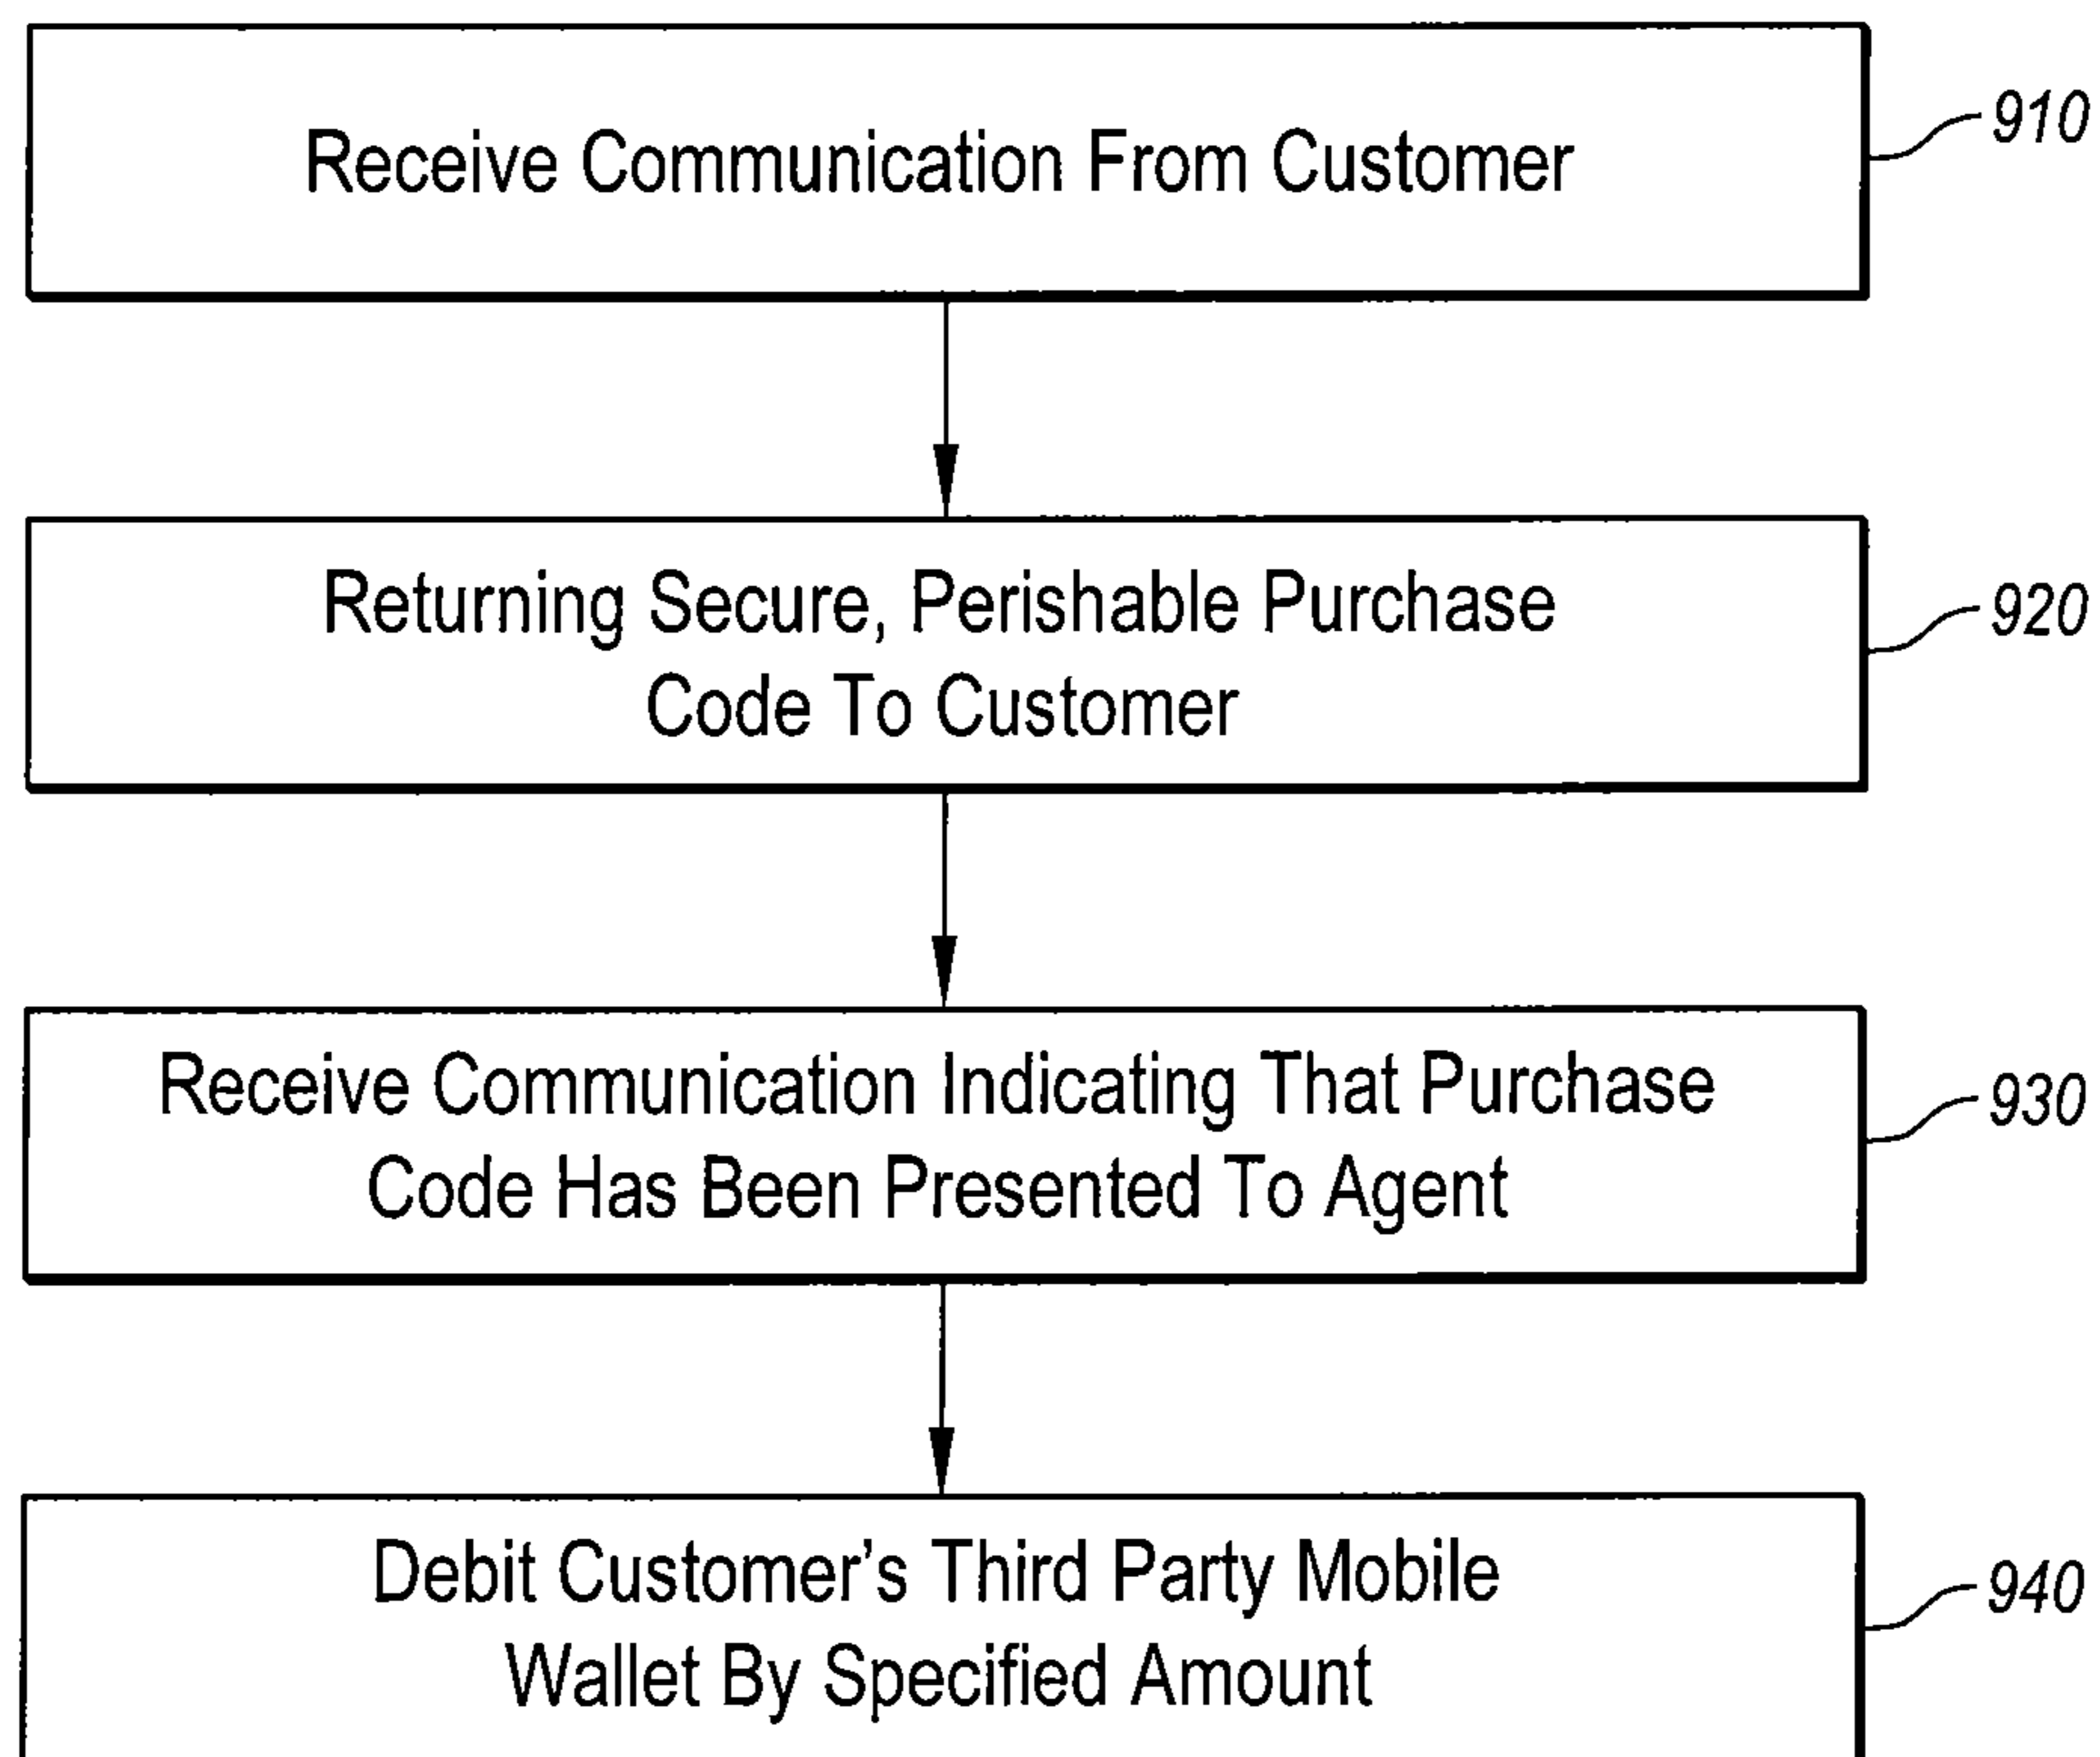 Receive Communication From Customer
910
Returning Secure, Perishable Purchase
Code To Customer
920
Receive Communication Indicating That Purchase
Code Has Been Presented To Agent
930
Debit Customer's Third Party Mobile
Wallet By Specified Amount
940